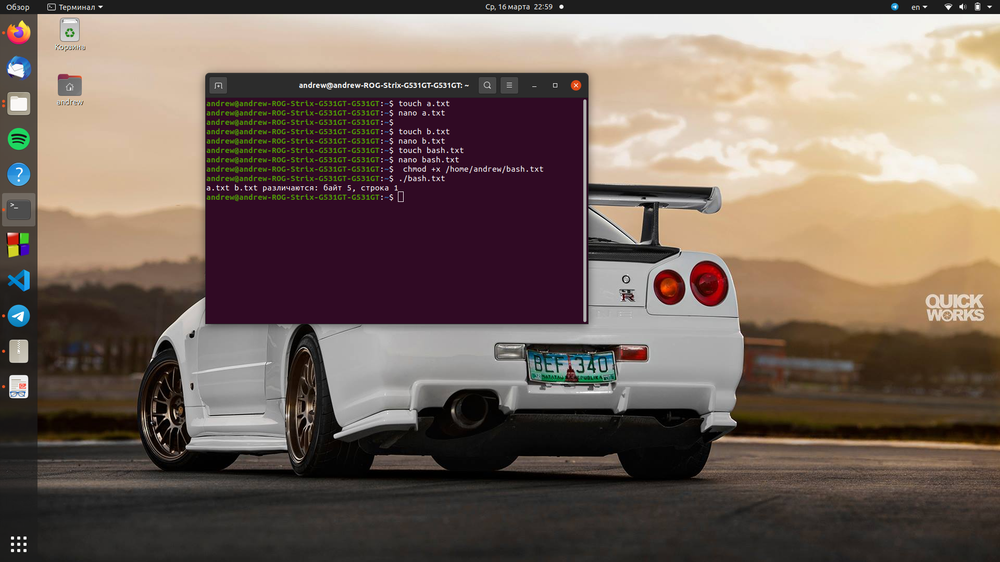 Обзор
Терминал
Ср, 16 марта 22:59
en
Корзина
andrew
andrew@andrew-ROG-Strix-G531GT-G531GT: ~
andrew@andrew-ROG-Strix-G531GT-G531GT:~$ touch a.txt
andrew@andrew-ROG-Strix-G531GT-G531GT:~$ nano a.txt
andrew@andrew-ROG-Strix-G531GT-G531GT:~$
andrew@andrew-ROG-Strix-G531GT-G531GT:~$ touch b.txt
andrew@andrew-ROG-Strix-G531GT-G531GT:~$ nano b.txt
andrew@andrew-ROG-Strix-G531GT-G531GT:~$ touch bash.txt
andrew@andrew-ROG-Strix-G531GT-G531GT:~$ nano bash.txt
andrew@andrew-ROG-Strix-G531GT-G531GT:~$  chmod +x /home/andrew/bash.txt
andrew@andrew-ROG-Strix-G531GT-G531GT:~$ ./bash.txt
a.txt b.txt различаются: байт 5, строка 1
andrew@andrew-ROG-Strix-G531GT-G531GT:~$
GT
R
QUICK
WORKS
BEF 340